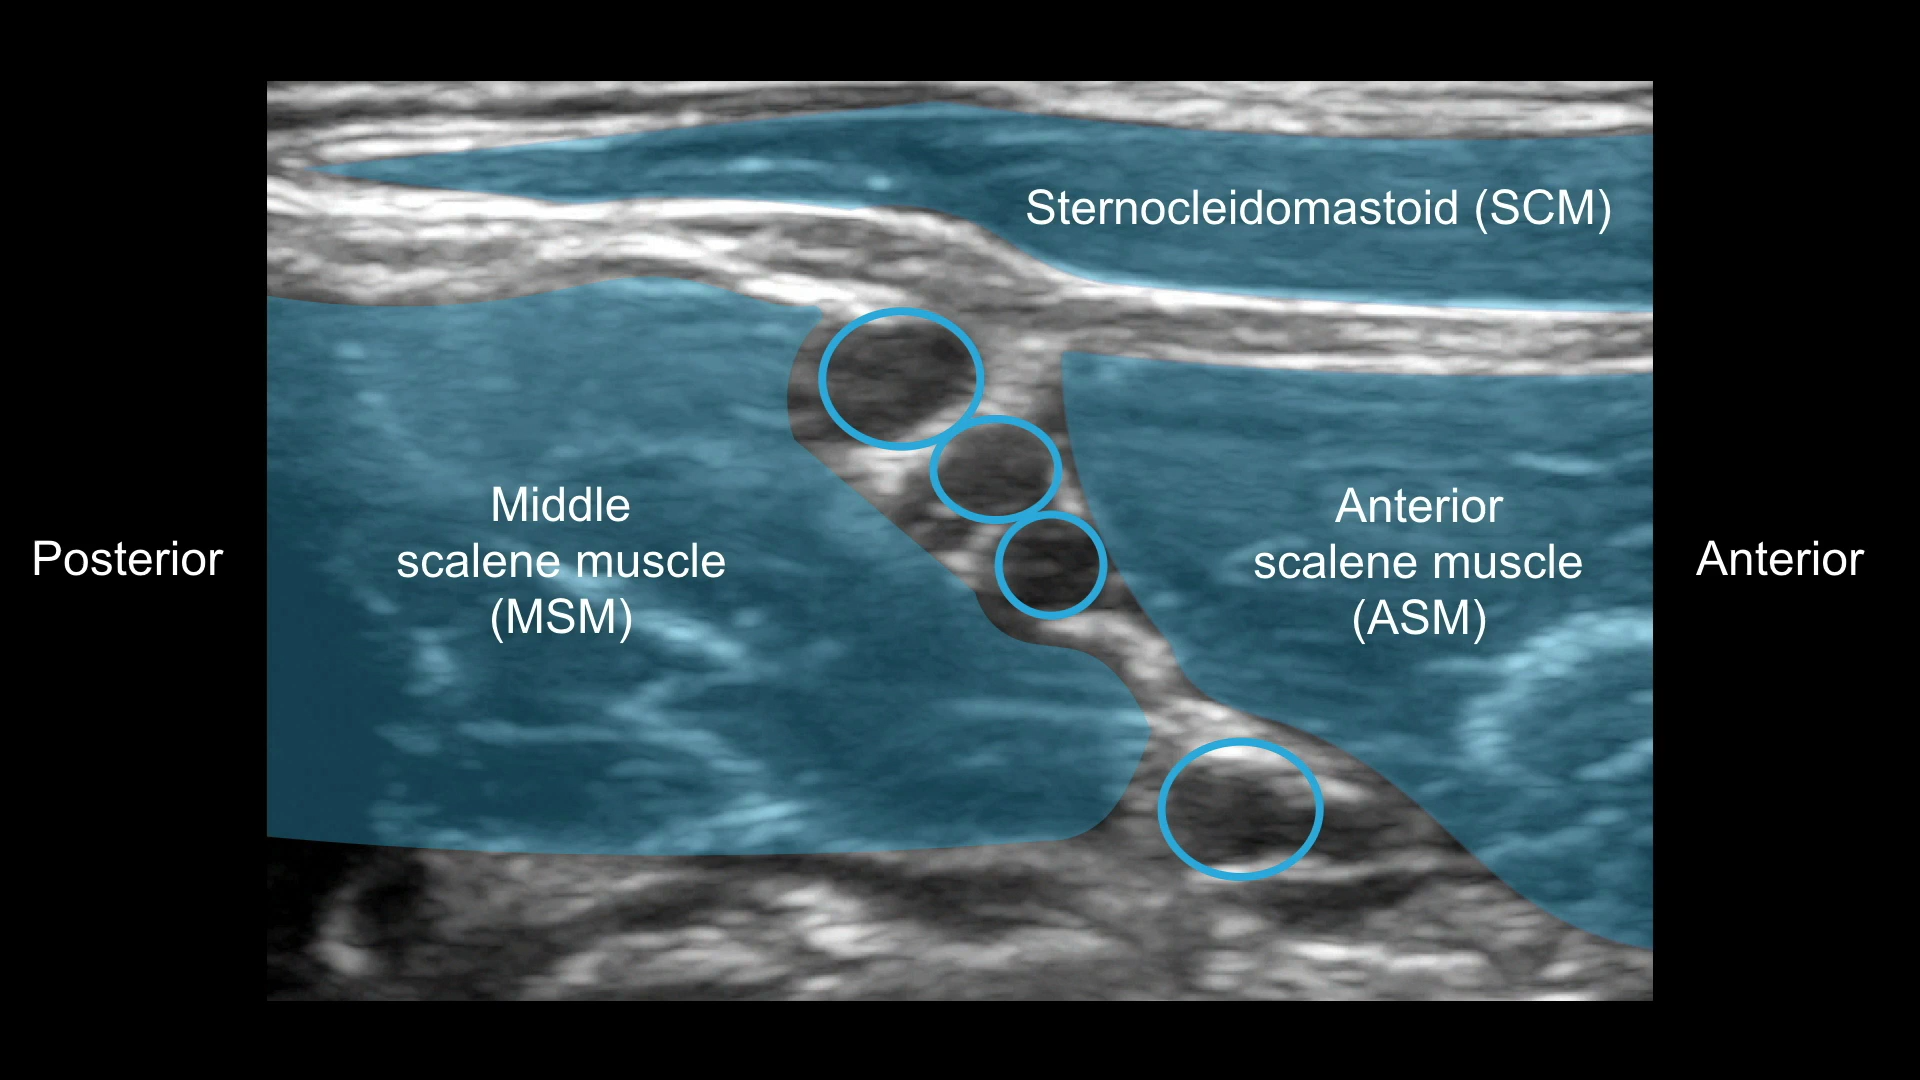 Sternocleidomastoid (SCM)
Middle
scalene muscle
(MSM)
Anterior
scalene muscle
(ASM)
Posterior
Anterior